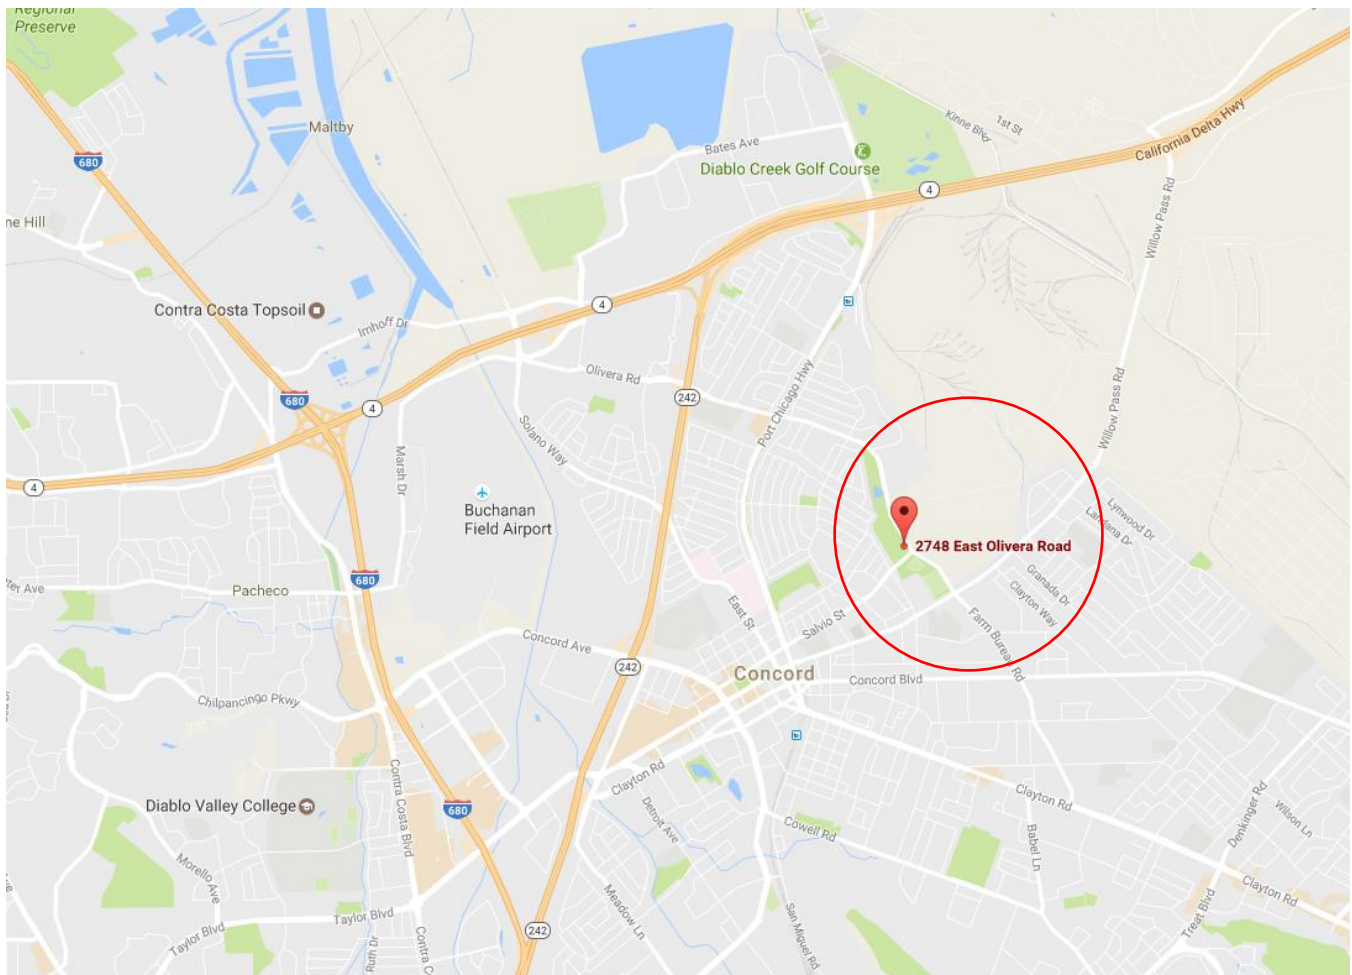 Regional
Preserve
Maltby
680
Bates Ave
Kinne Blvd
1st St
California Delta Hwy
Diablo Creek Golf Course
4
Willow Pass Rd
ne Hill
Contra Costa Topsoil
Imhoff Dr
4
Olivera Rd
680
4
242
Port Chicago Hwy
Willow Pass Rd
Solano Way
Marsh Dr
4
Buchanan
Field Airport
2748 East Olivera Road
Lynwood Dr
Landana Dr
Granada Dr
Clayton Way
680
Pacheco
ter Ave
East St
Salvio St
Farm Bureau Rd
Concord Ave
242
Concord
Concord Blvd
Chilpancingo Pkwy
Contra Costa Blvd
Clayton Rd
Diablo Valley College
680
Detroit Ave
Cowell Rd
Clayton Rd
Babel Ln
Denkinger Rd
Wilson Ln
Morello Ave
Taylor Blvd
Taylor Blvd
Ruth Dr
Contra C
242
Meadow Ln
San Miguel Rd
Treat Blvd
Clayton Rd